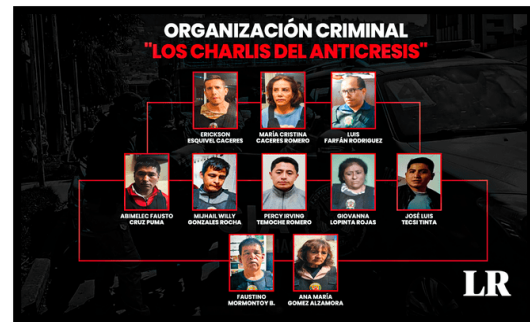 ORGANIZACIÓN CRIMINAL
"LOS CHARLIS DEL ANTICRESIS"
ERICKSON
ESQUIVEL CACERES
MARÍA CRISTINA
CACERES ROMERO
LUIS
FARFÁN RODRIGUEZ
ABIMELEC FAUSTO
CRUZ PUMA
MIJHAIL WILLY
GONZALES ROCHA
PERCY IRVING
TEMOCHE ROMERO
GIOVANNA
LOPINTA ROJAS
JOSÉ LUIS
TECSI TINTA
FAUSTINO
MORMONTOY B.
ANA MARÍA
GOMEZ ALZAMORA
LR